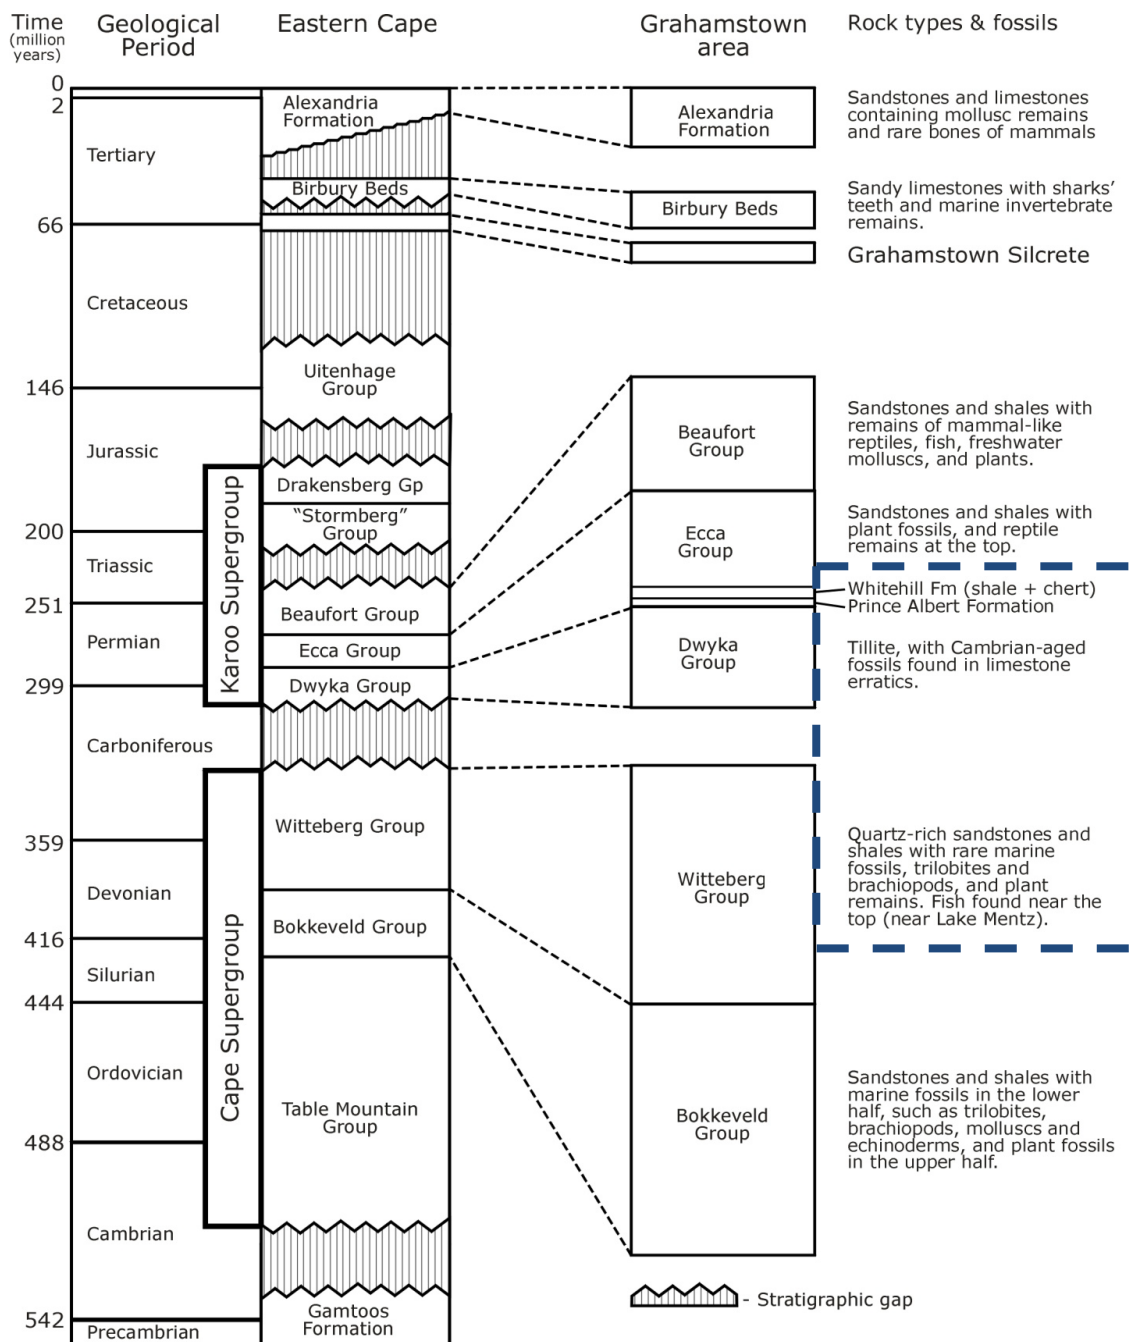 Time
(million
years)
Geological
Period
Eastern Cape
Grahamstown
area
Rock types & fossils
0
2
66
146
200
251
299
359
416
444
488
542
Tertiary
Cretaceous
Jurassic
Triassic
Permian
Carboniferous
Devonian
Silurian
Ordovician
Cambrian
Precambrian
Karoo Supergroup
Cape Supergroup
Alexandria
Formation
Birbury Beds
Uitenhage
Group
Drakensberg Gp
“Stormberg”
Group
Beaufort Group
Ecca Group
Dwyka Group
Witteberg Group
Bokkeveld Group
Table Mountain
Group
Gamtoos
Formation
Alexandria
Formation
Birbury Beds
Beaufort
Group
Ecca
Group
Dwyka
Group
Witteberg
Group
Bokkeveld
Group
Sandstones and limestones
containing mollusc remains
and rare bones of mammals
Sandy limestones with sharks’
teeth and marine invertebrate
remains.
Grahamstown Silcrete
Sandstones and shales with
remains of mammal-like
reptiles, fish, freshwater
molluscs, and plants.
Sandstones and shales with
plant fossils, and reptile
remains at the top.
Whitehill Fm (shale + chert)
Prince Albert Formation
Tillite, with Cambrian-aged
fossils found in limestone
erratics.
Quartz-rich sandstones and
shales with rare marine
fossils, trilobites and
brachiopods, and plant
remains. Fish found near the
top (near Lake Mentz).
Sandstones and shales with
marine fossils in the lower
half, such as trilobites,
brachiopods, molluscs and
echinoderms, and plant fossils
in the upper half.
- Stratigraphic gap